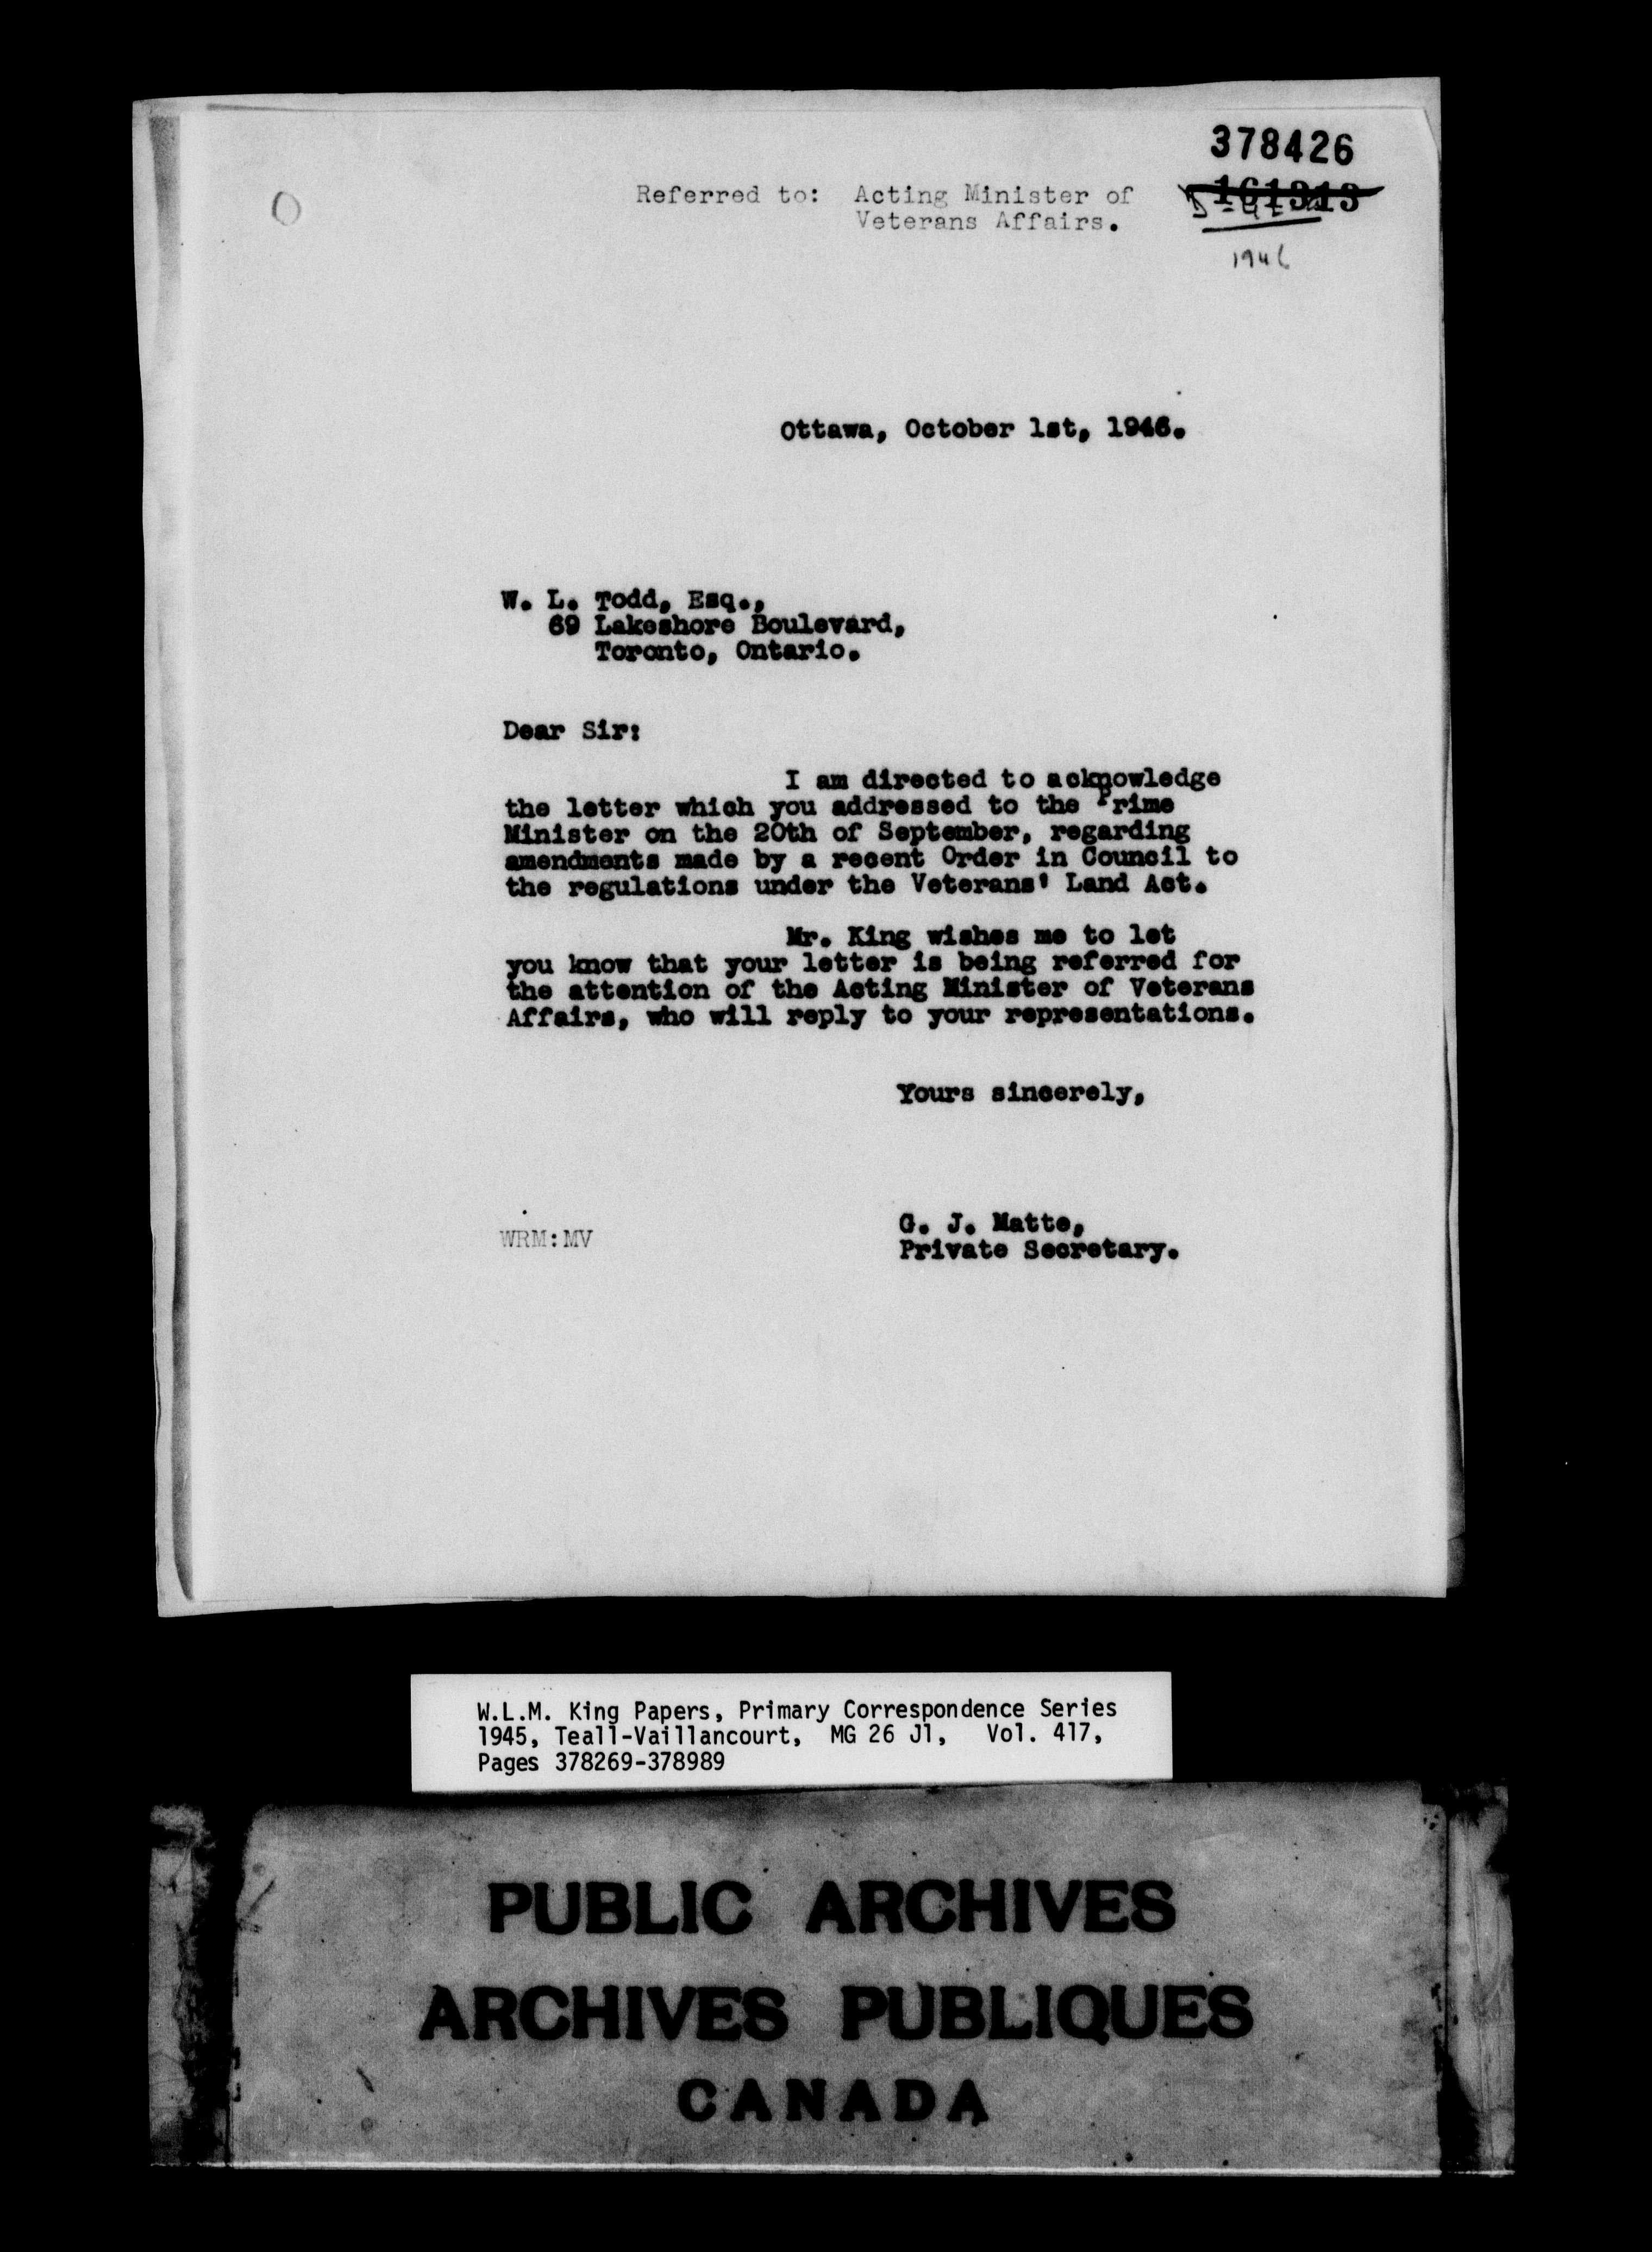 378426
Referred to: Acting Minister of
161313
Veterans Affairs.
1946
Ottawa, October 1st, 1946.
W. L. Todd, Esq.,
69 Lakeshore Boulevard,
Toronto, Ontario.
Dear Sir:
I am directed to acknowledge
the letter which you addressed to the Prime
Minister on the 20th of September, regarding
amendments made by a recent Order in Council to
the regulations under the Veterans' Land Act.
Mr. King wishes me to let
you know that your letter is being referred for
the attention of the Acting Minister of Veterans
Affairs, who will reply to your representations.
Yours sincerely,
G. J. Matte,
WRM:MV
Private Secretary.
W.L.M. King Papers, Primary Correspondence Series
1945, Teall-Vaillancourt, MG 26 J1, Vol. 417,
Pages 378269-378989
PUBLIC ARCHIVES
ARCHIVES PUBLIQUES
CANADA